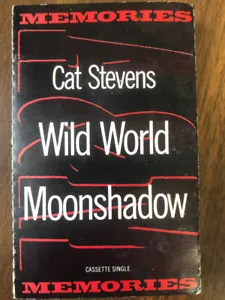 MEMORIES
Cat Stevens
Wild World
Moonshadow
CASSETTE SINGLE
MEMORIES